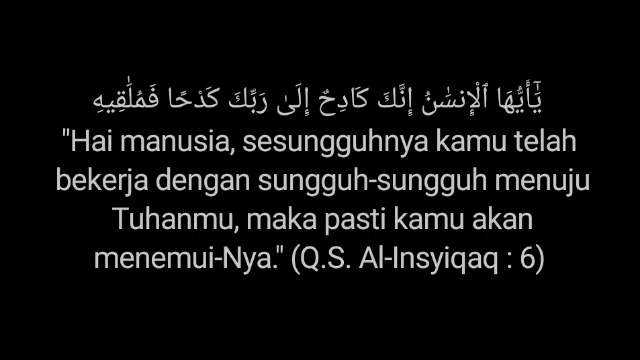 يَٰٓأَيُّهَا ٱلْإِنسَٰنُ إِنَّكَ كَادِحٌ إِلَىٰ رَبِّكَ كَدْحًا فَمُلَٰقِيهِ
"Hai manusia, sesungguhnya kamu telah
bekerja dengan sungguh-sungguh menuju
Tuhanmu, maka pasti kamu akan
menemui-Nya." (Q.S. Al-Insyiqaq : 6)